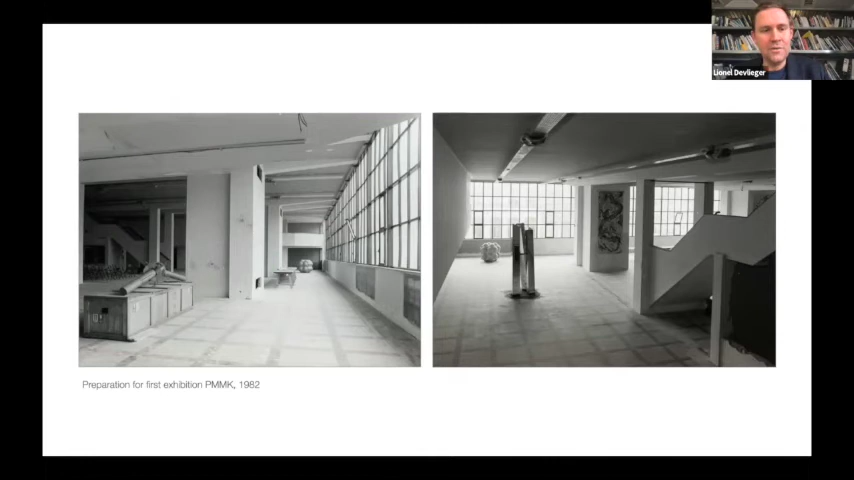 Lionel Devlieger
Preparation for first exhibition PMMK, 1982